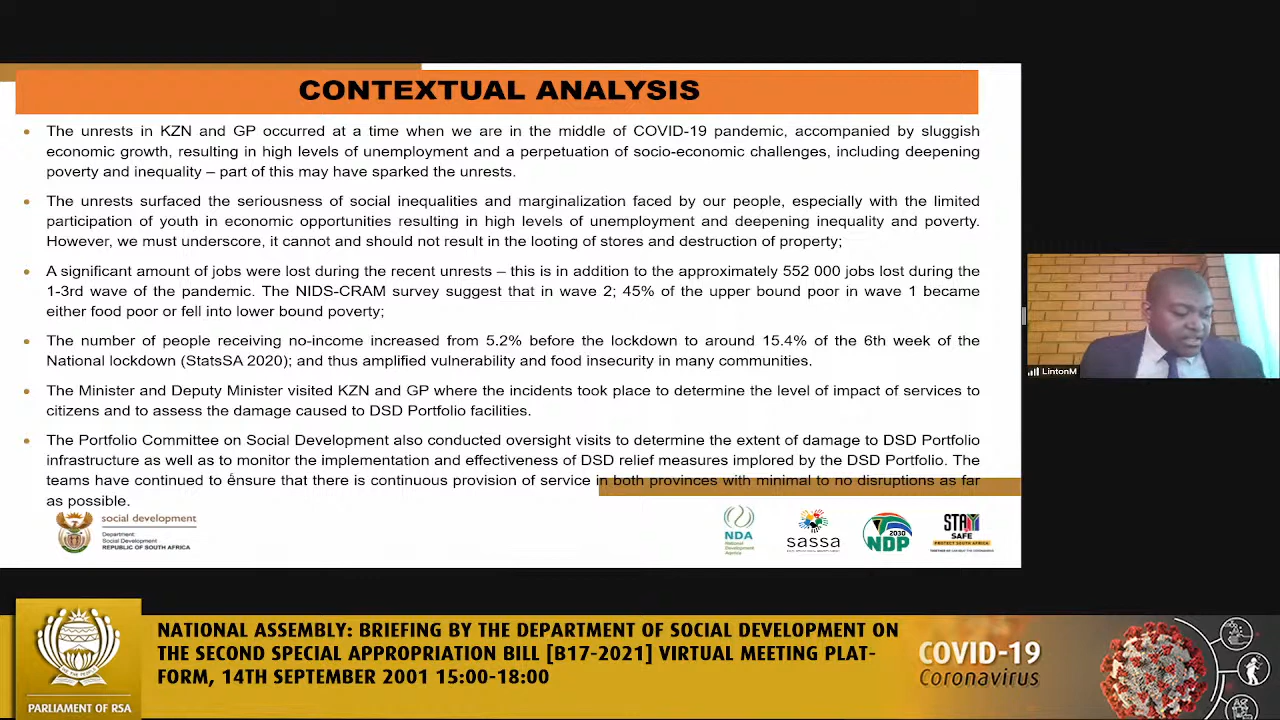 CONTEXTUAL ANALYSIS
• The unrests in KZN and GP occurred at a time when we are in the middle of COVID-19 pandemic, accompanied by sluggish
economic growth, resulting in high levels of unemployment and a perpetuation of socio-economic challenges, including deepening
poverty and inequality – part of this may have sparked the unrests.
• The unrests surfaced the seriousness of social inequalities and marginalization faced by our people, especially with the limited
participation of youth in economic opportunities resulting in high levels of unemployment and deepening inequality and poverty.
However, we must underscore, it cannot and should not result in the looting of stores and destruction of property;
• A significant amount of jobs were lost during the recent unrests – this is in addition to the approximately 552 000 jobs lost during the
1-3rd wave of the pandemic. The NIDS-CRAM survey suggest that in wave 2; 45% of the upper bound poor in wave 1 became
either food poor or fell into lower bound poverty;
• The number of people receiving no-income increased from 5.2% before the lockdown to around 15.4% of the 6th week of the
National lockdown (StatsSA 2020); and thus amplified vulnerability and food insecurity in many communities.
• The Minister and Deputy Minister visited KZN and GP where the incidents took place to determine the level of impact of services to
citizens and to assess the damage caused to DSD Portfolio facilities.
• The Portfolio Committee on Social Development also conducted oversight visits to determine the extent of damage to DSD Portfolio
infrastructure as well as to monitor the implementation and effectiveness of DSD relief measures implored by the DSD Portfolio. The
teams have continued to ensure that there is continuous provision of service in both provinces with minimal to no disruptions as far
as possible.
social development
Department:
Social Development
REPUBLIC OF SOUTH AFRICA
NDA
National
Development
Agency
sassa
2030
NDP
STAY
SAFE
PROTECT SOUTH AFRICA
LintonM
PARLIAMENT OF RSA
NATIONAL ASSEMBLY: BRIEFING BY THE DEPARTMENT OF SOCIAL DEVELOPMENT ON
THE SECOND SPECIAL APPROPRIATION BILL [B17-2021] VIRTUAL MEETING PLAT-
FORM, 14TH SEPTEMBER 2001 15:00-18:00
COVID-19
Coronavirus